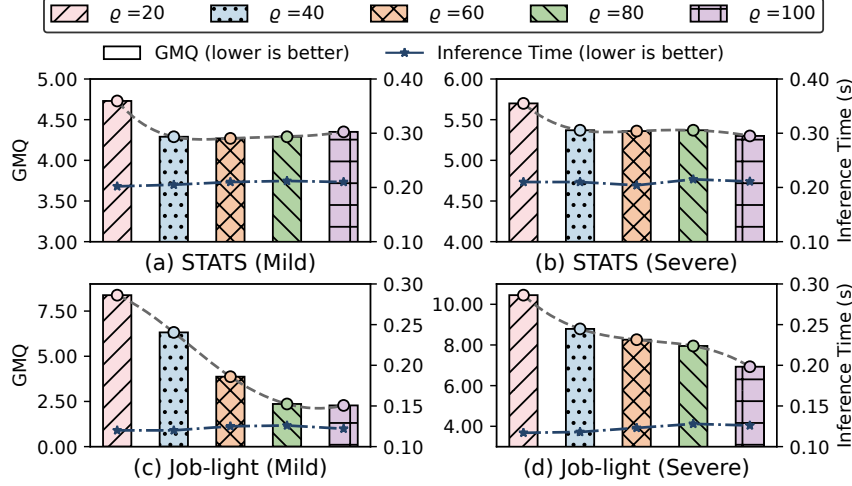 ϱ =20 ϱ =40 ϱ =60 ϱ =80 ϱ =100
GMQ (lower is better) Inference Time (lower is better)
5.00 0.40 6.00 0.40
4.50 0.30 5.50 0.30
4.00 5.00
3.50 0.20 4.50 0.20
3.00 0.10 4.00 0.10
GMQ Inference Time (s)
(a) STATS (Mild) (b) STATS (Severe)
0.30 0.30
7.50 0.25 10.00 0.25
5.00 0.20 8.00 0.20
2.50 0.15 6.00 0.15
0.00 0.10 4.00 0.10
GMQ Inference Time (s)
(c) Job-light (Mild) (d) Job-light (Severe)